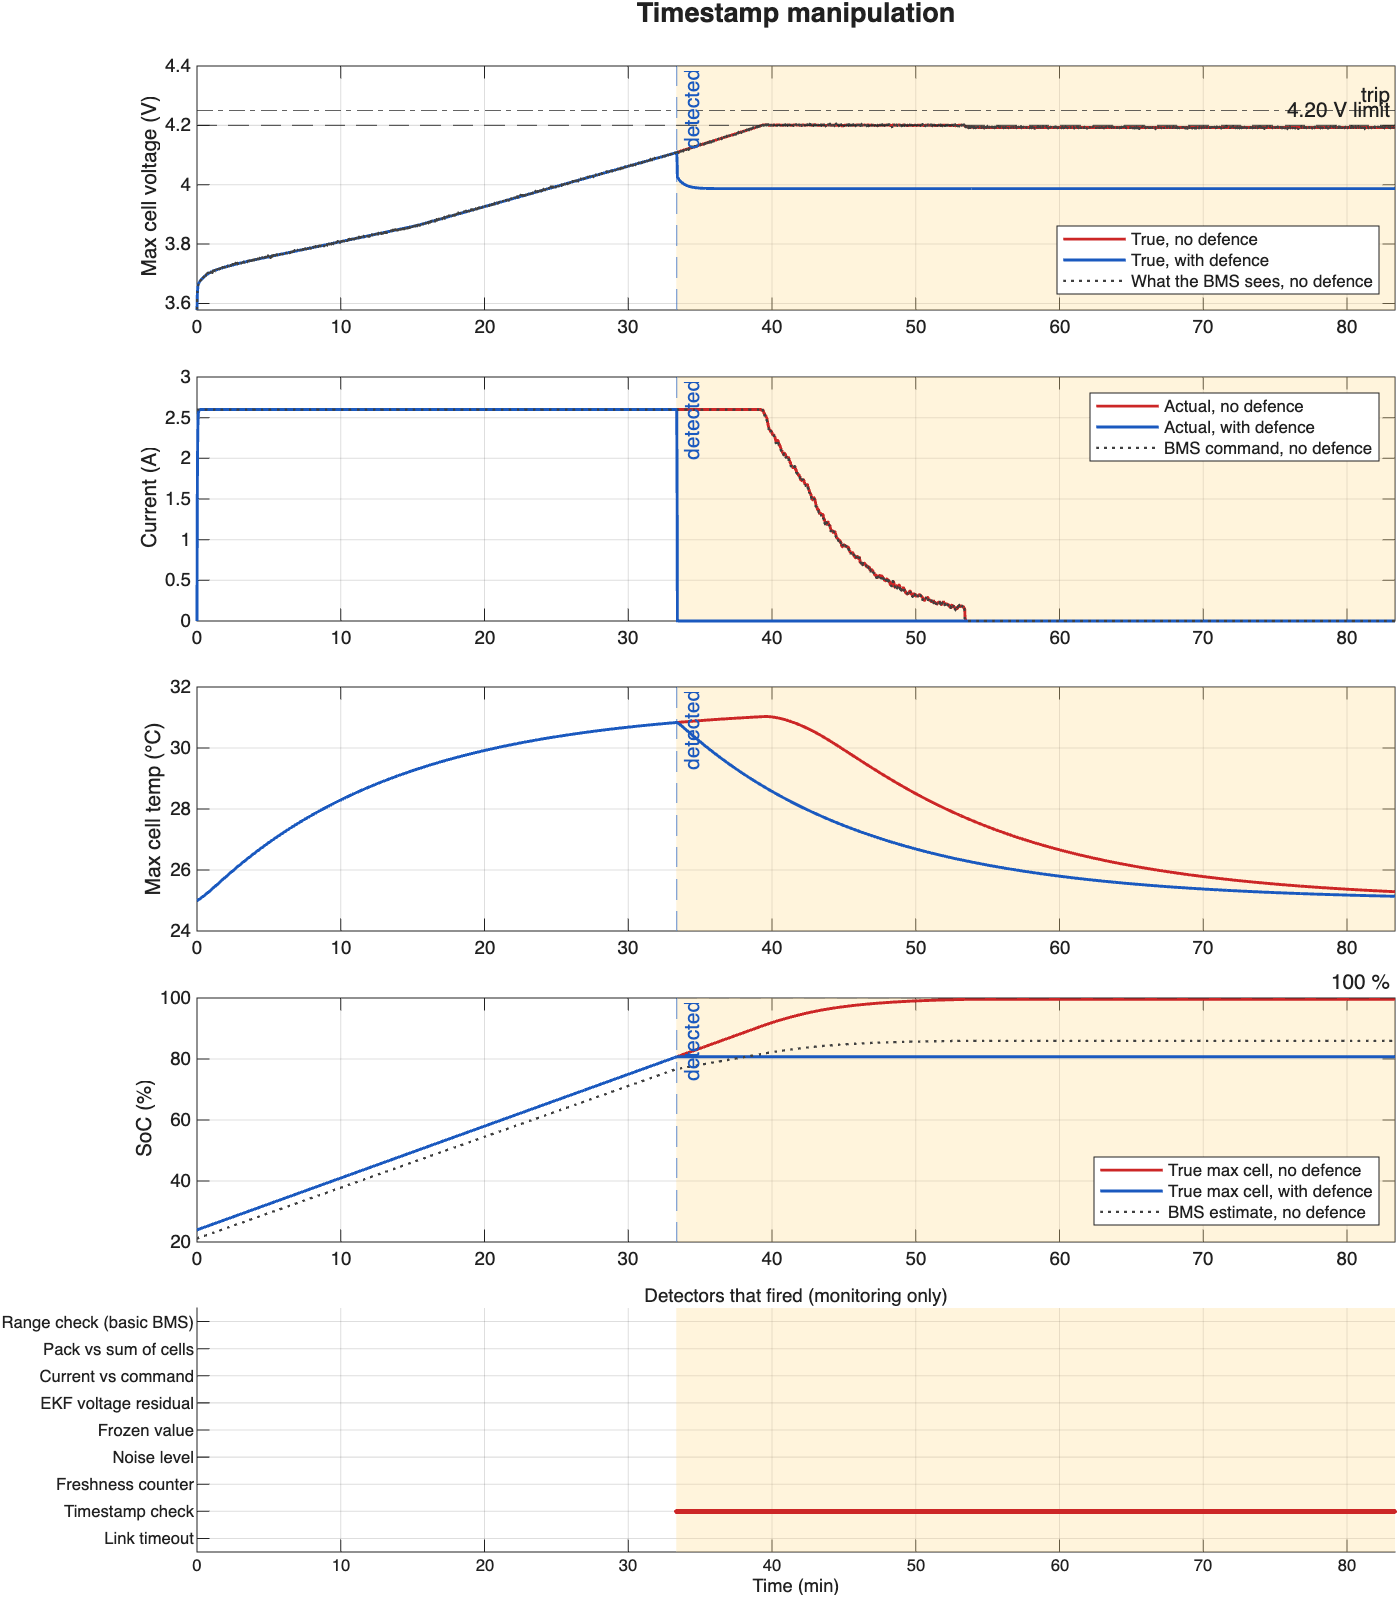 Timestamp manipulation
Max cell voltage (V)
4.4
4.2
4
3.8
3.6
detected
trip
4.20 V limit
True, no defence
True, with defence
What the BMS sees, no defence
0 10 20 30 40 50 60 70 80
Current (A)
3
2.5
2
1.5
1
0.5
0
detected
Actual, no defence
Actual, with defence
BMS command, no defence
0 10 20 30 40 50 60 70 80
Max cell temp (°C)
32
30
28
26
24
detected
0 10 20 30 40 50 60 70 80
SoC (%)
100 %
100
80
60
40
20
detected
True max cell, no defence
True max cell, with defence
BMS estimate, no defence
0 10 20 30 40 50 60 70 80
Detectors that fired (monitoring only)
Range check (basic BMS)
Pack vs sum of cells
Current vs command
EKF voltage residual
Frozen value
Noise level
Freshness counter
Timestamp check
Link timeout
0 10 20 30 40 50 60 70 80
Time (min)